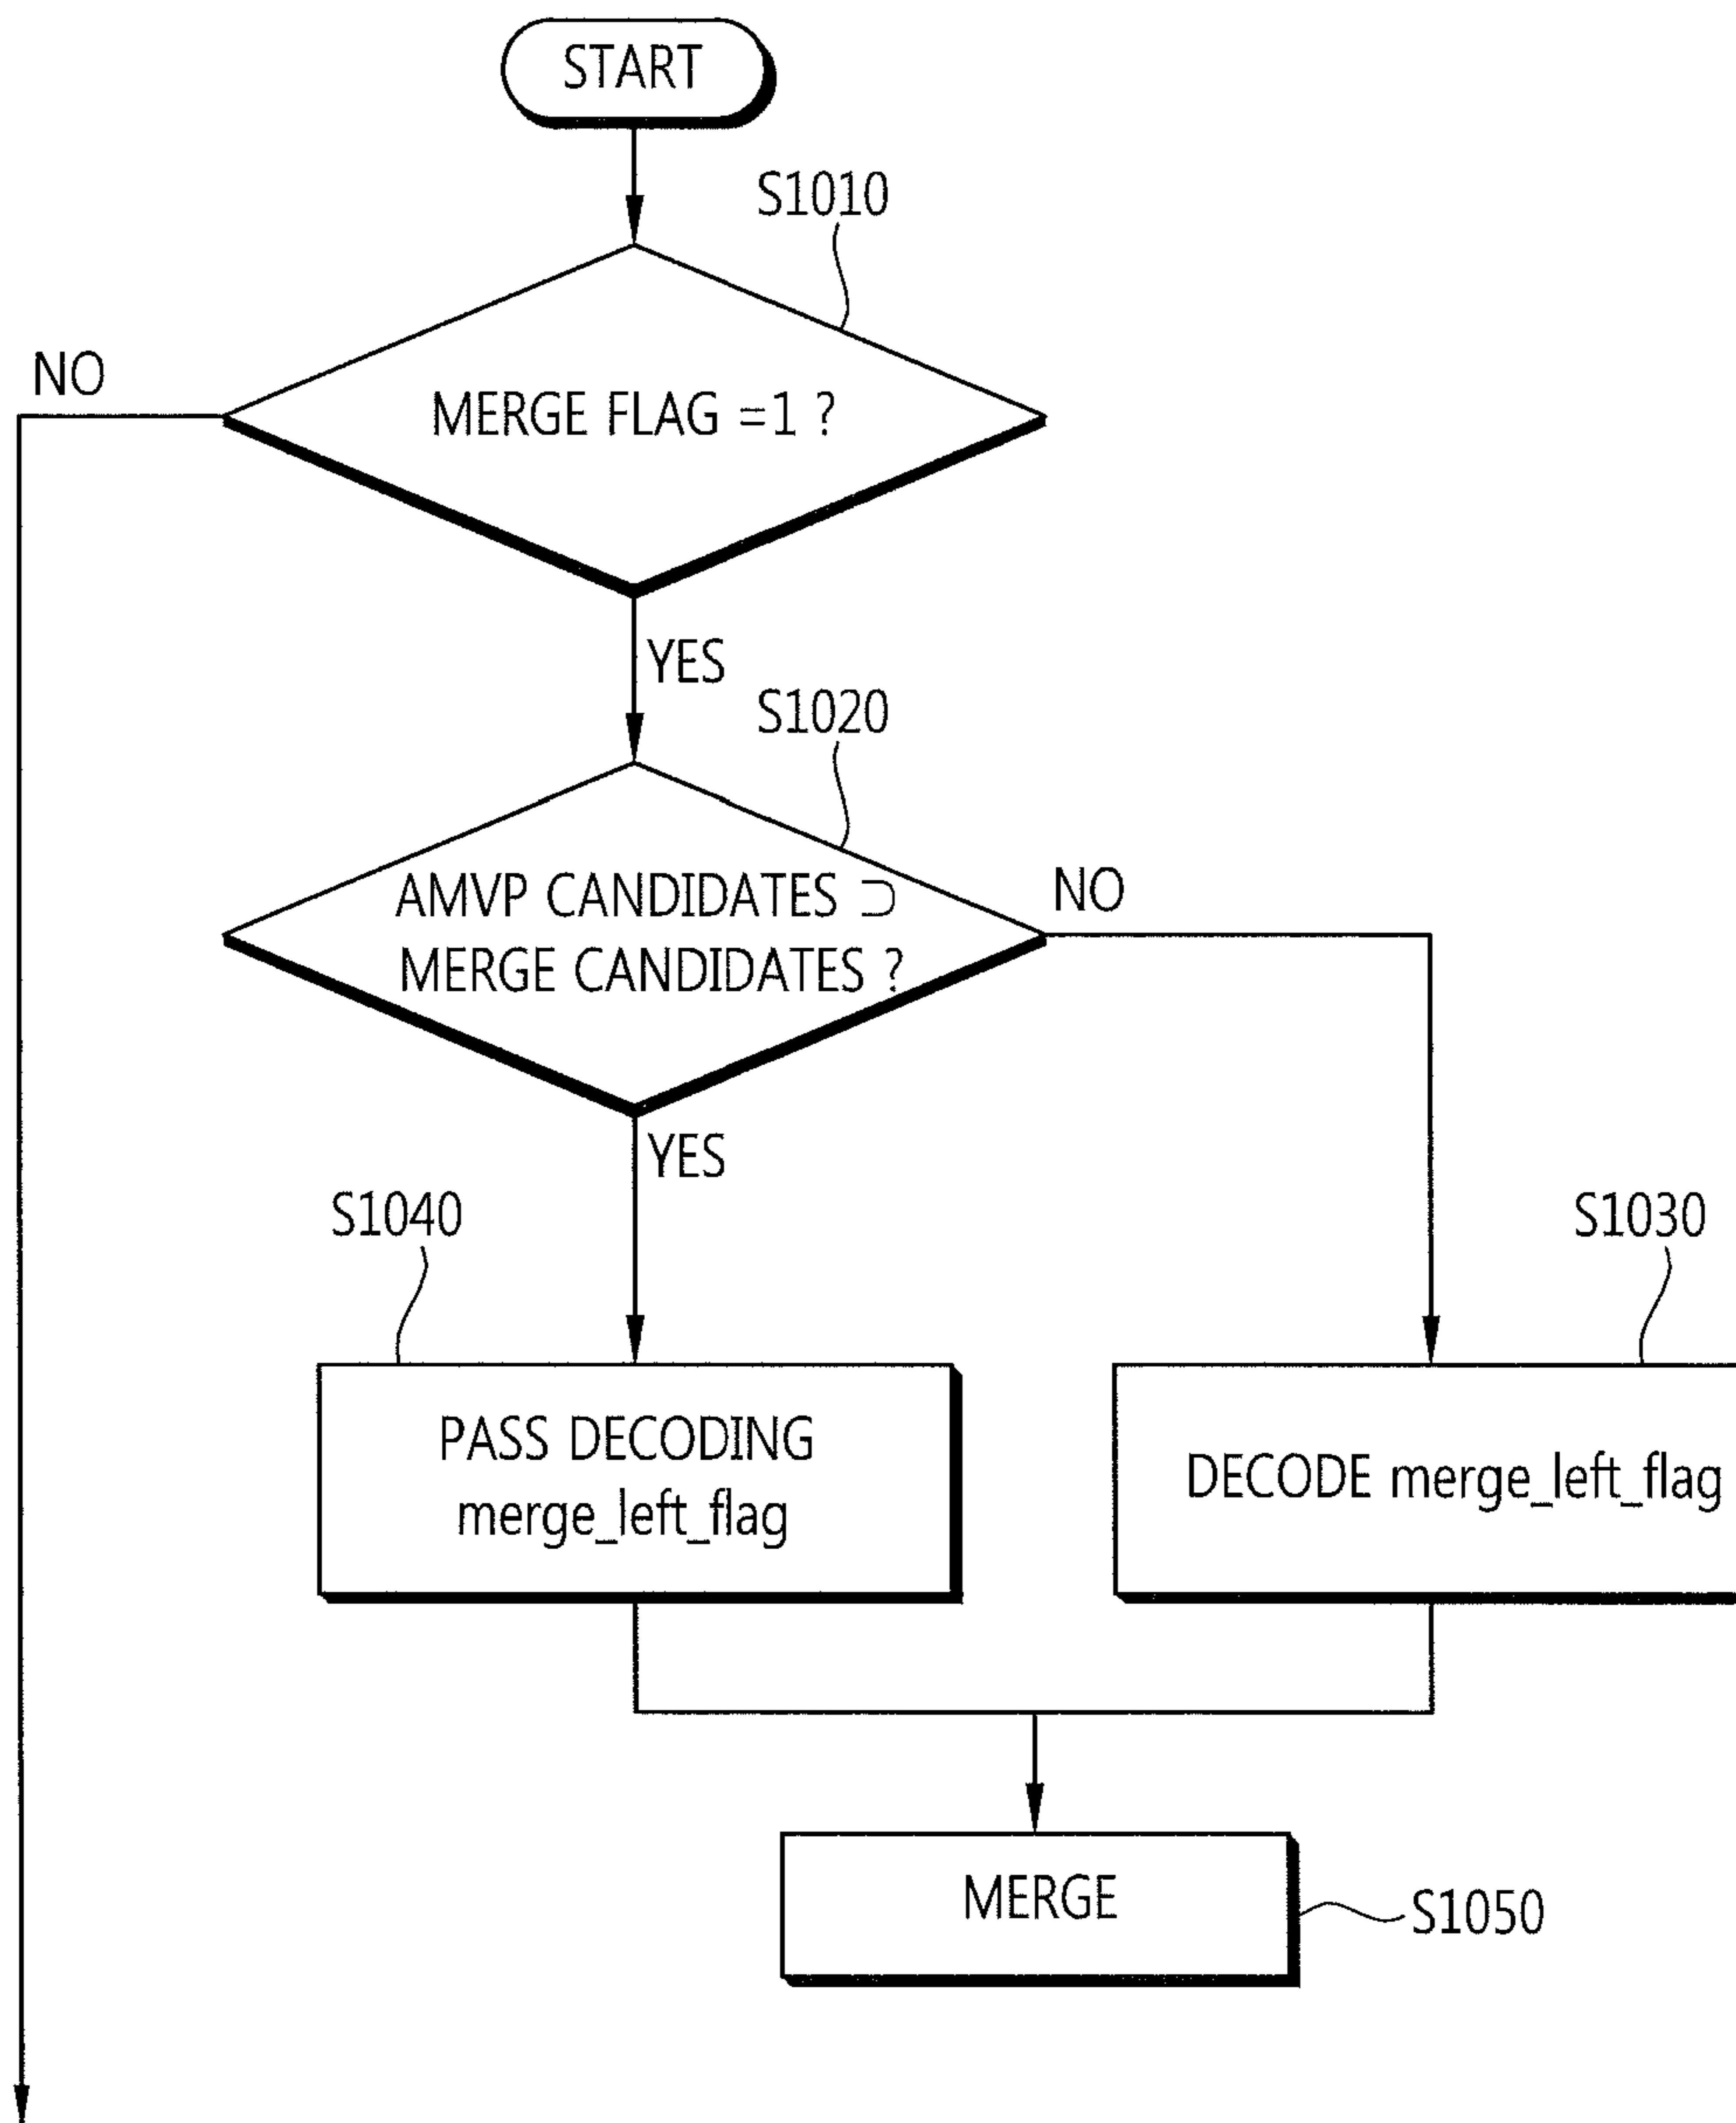 START
S1010
NO
MERGE FLAG =1 ?
YES
S1020
AMVP CANDIDATES ⊃
MERGE CANDIDATES ?
NO
YES
S1040
S1030
PASS DECODING
merge_left_flag
DECODE merge_left_flag
MERGE
S1050